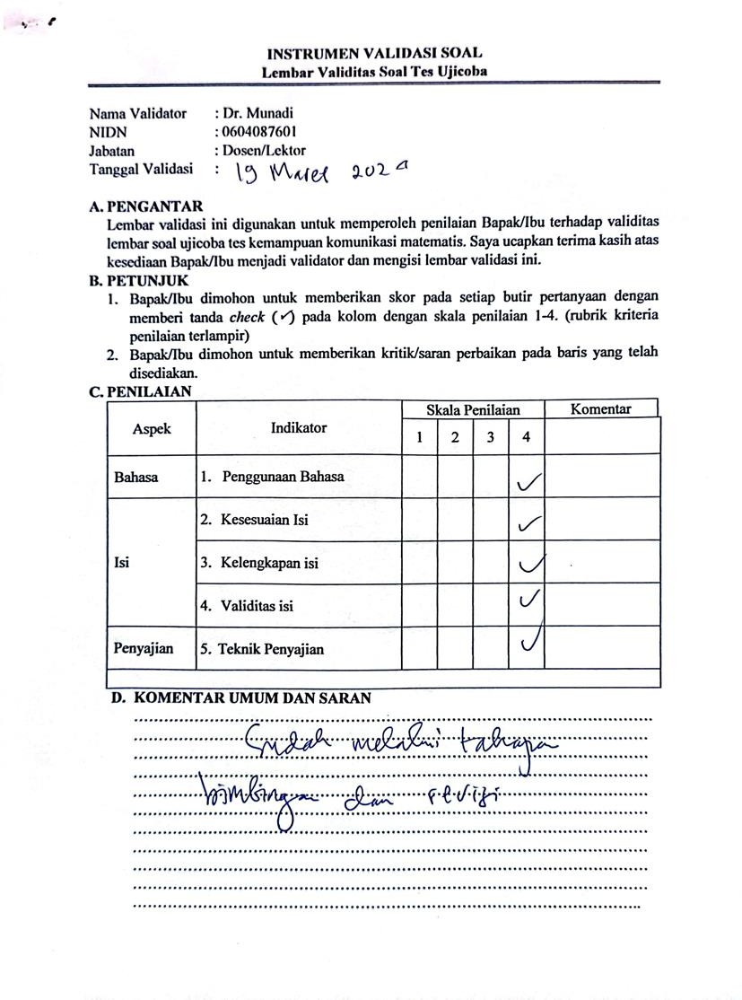 INSTRUMEN VALIDASI SOAL
Lembar Validitas Soal Tes Ujicoba
Nama Validator : Dr. Munadi
NIDN : 0604087601
Jabatan : Dosen/Lektor
Tanggal Validasi : 19 Maret 2024
A. PENGANTAR
Lembar validasi ini digunakan untuk memperoleh penilaian Bapak/Ibu terhadap validitas
lembar soal ujicoba tes kemampuan komunikasi matematis. Saya ucapkan terima kasih atas
kesediaan Bapak/Ibu menjadi validator dan mengisi lembar validasi ini.
B. PETUNJUK
1. Bapak/Ibu dimohon untuk memberikan skor pada setiap butir pertanyaan dengan
memberi tanda check (✓) pada kolom dengan skala penilaian 1-4. (rubrik kriteria
penilaian terlampir)
2. Bapak/Ibu dimohon untuk memberikan kritik/saran perbaikan pada baris yang telah
disediakan.
C. PENILAIAN
Aspek Indikator Skala Penilaian Komentar
1 2 3 4
Bahasa 1. Penggunaan Bahasa ✓
2. Kesesuaian Isi ✓
Isi 3. Kelengkapan isi ✓
4. Validitas isi ✓
Penyajian 5. Teknik Penyajian ✓
D. KOMENTAR UMUM DAN SARAN
Sudah melalui tahapan
bimbingan dan revisi